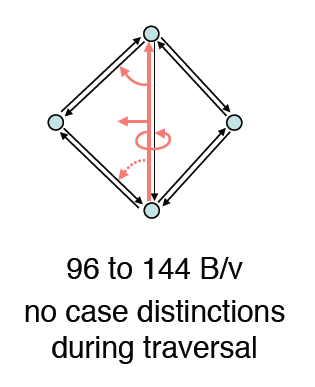 96 to 144 B/v
no case distinctions
during traversal